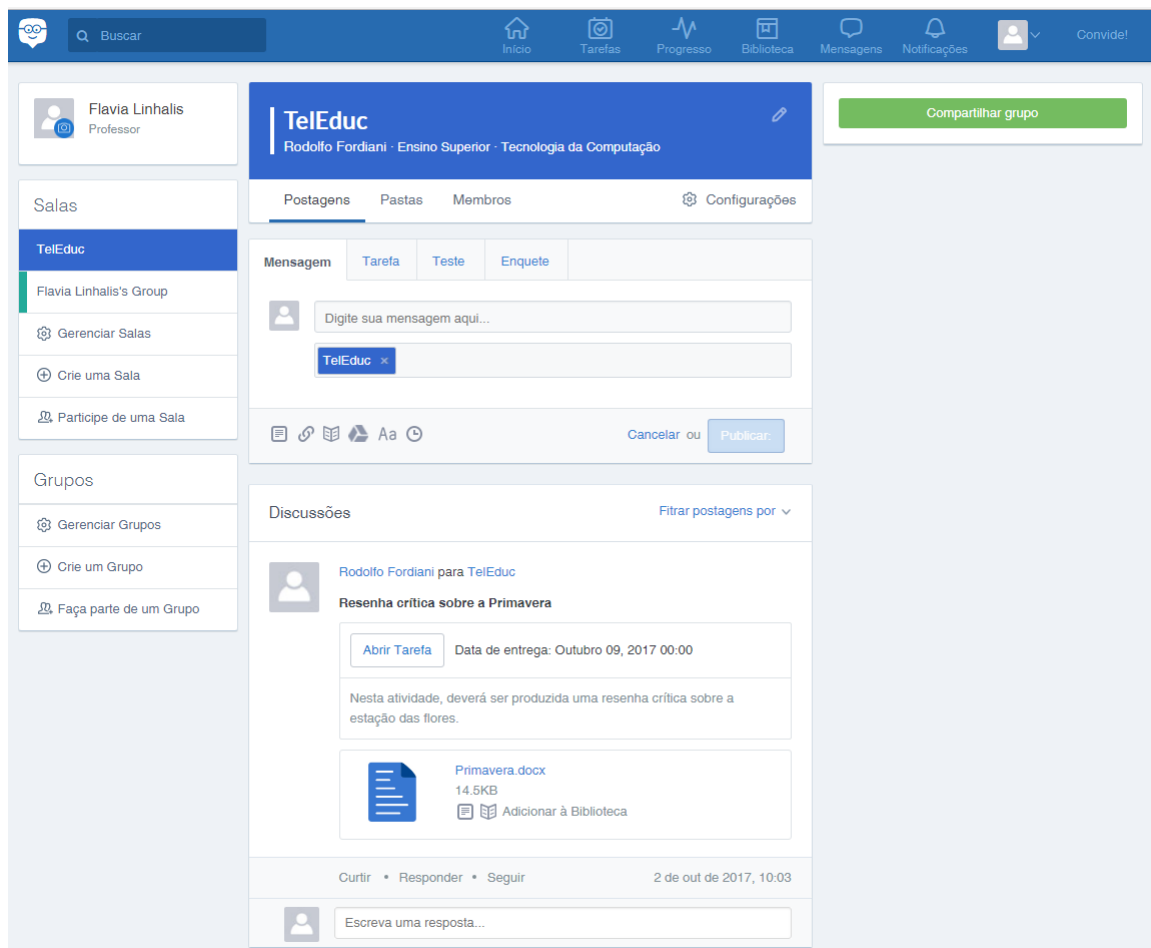 Buscar
Início
Tarefas
Progresso
Biblioteca
Mensagens
Notificações
Convide!
Flavia Linhalis
Professor
Salas
TelEduc
Flavia Linhalis's Group
Gerenciar Salas
Crie uma Sala
Participe de uma Sala
Grupos
Gerenciar Grupos
Crie um Grupo
Faça parte de um Grupo
TelEduc
Rodolfo Fordiani · Ensino Superior · Tecnologia da Computação
Postagens Pastas Membros Configurações
Mensagem Tarefa Teste Enquete
Digite sua mensagem aqui...
TelEduc ×
Aa Cancelar ou Publicar:
Discussões Fitrar postagens por
Rodolfo Fordiani para TelEduc
Resenha crítica sobre a Primavera
Abrir Tarefa Data de entrega: Outubro 09, 2017 00:00
Nesta atividade, deverá ser produzida uma resenha crítica sobre a
estação das flores.
Primavera.docx
14.5KB
Adicionar à Biblioteca
Curtir • Responder • Seguir 2 de out de 2017, 10:03
Escreva uma resposta...
Compartilhar grupo